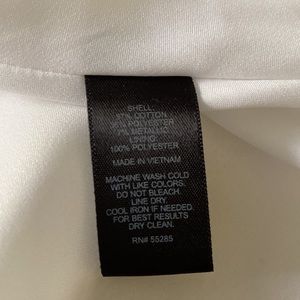 SHELL:
COTTON,
POLYESTER,
METALLIC
LINING:
100% POLYESTER
MADE IN VIETNAM
MACHINE WASH COLD
WITH LIKE COLORS.
DO NOT BLEACH.
LINE DRY.
COOL IRON IF NEEDED.
FOR BEST RESULTS
DRY CLEAN.
RN# 55285